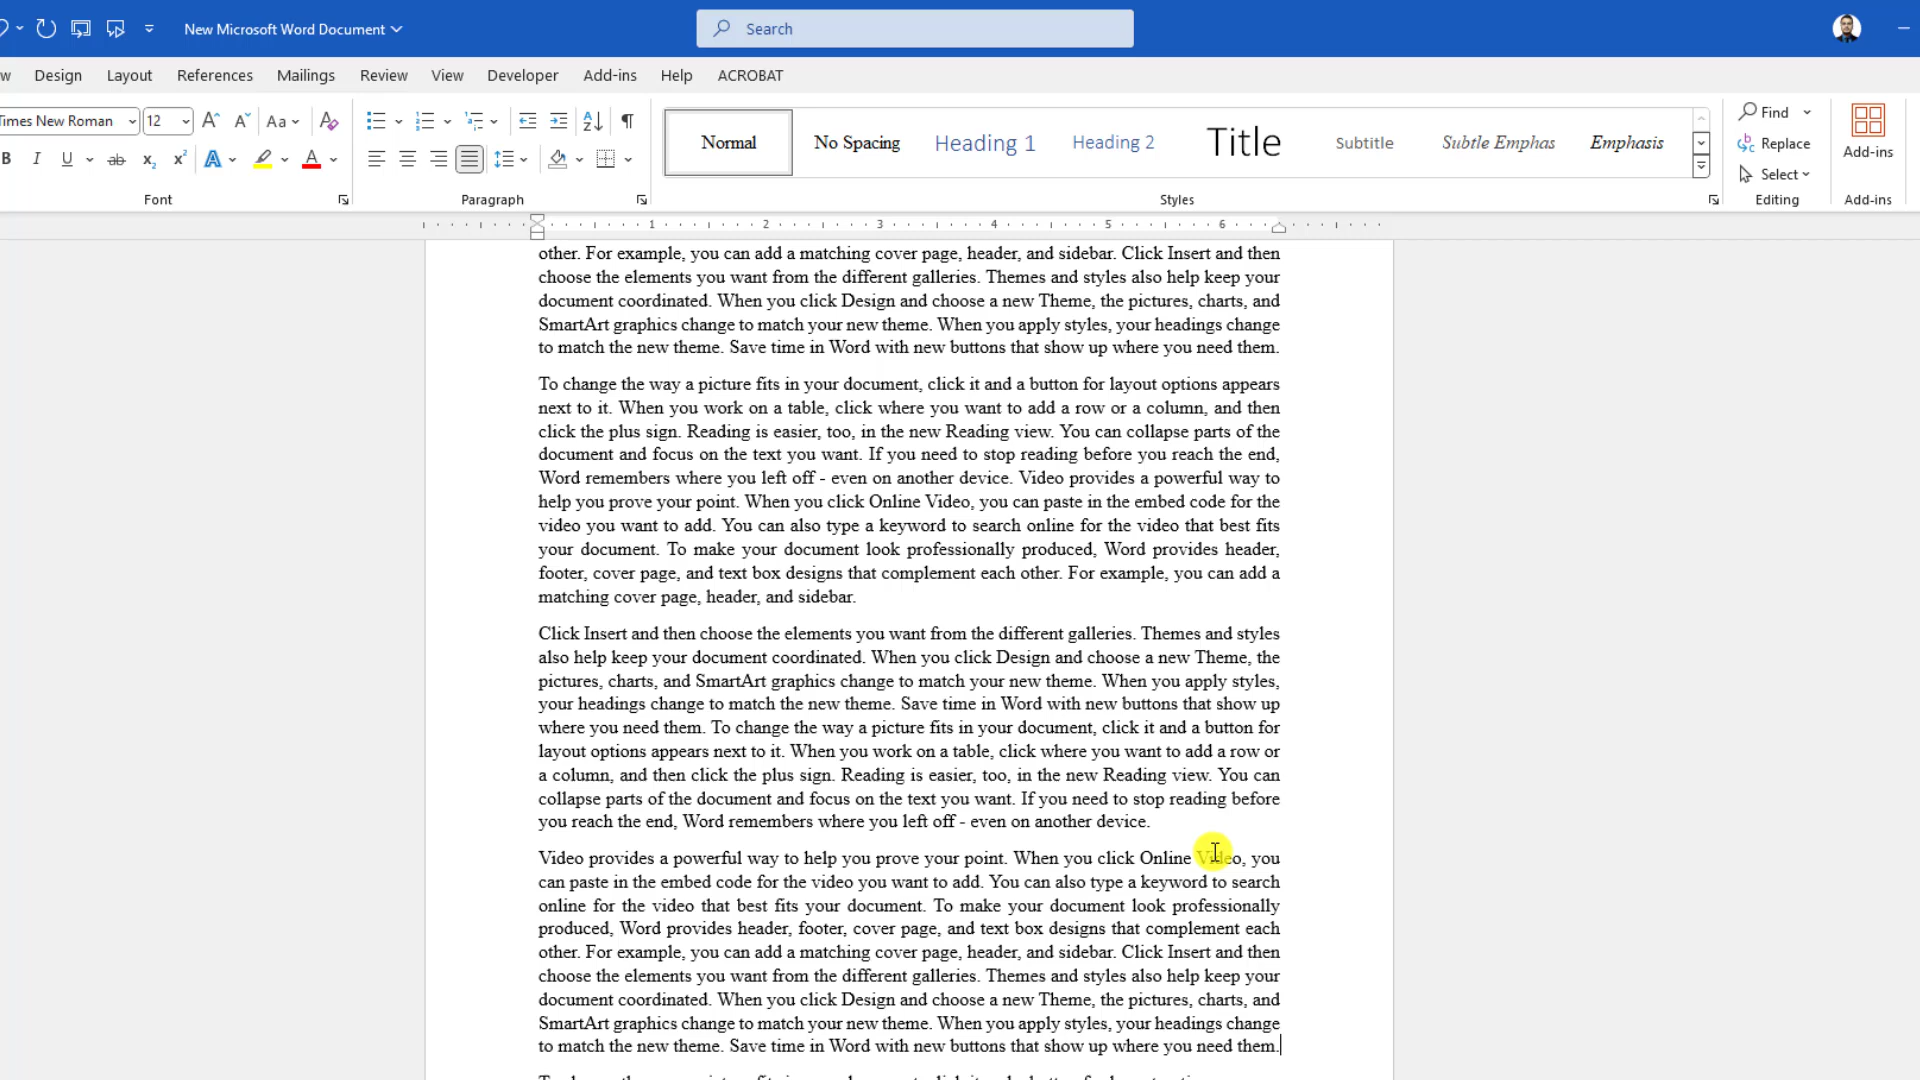 New Microsoft Word Document
Search
Design Layout References Mailings Review View Developer Add-ins Help ACROBAT
Times New Roman 12 Aa
Normal No Spacing Heading 1 Heading 2 Title Subtitle Subtle Emphas Emphasis
Find
Replace
Select
Add-ins
Font Paragraph Styles Editing Add-ins
1 2 3 4 5 6
other. For example, you can add a matching cover page, header, and sidebar. Click Insert and then
choose the elements you want from the different galleries. Themes and styles also help keep your
document coordinated. When you click Design and choose a new Theme, the pictures, charts, and
SmartArt graphics change to match your new theme. When you apply styles, your headings change
to match the new theme. Save time in Word with new buttons that show up where you need them.
To change the way a picture fits in your document, click it and a button for layout options appears
next to it. When you work on a table, click where you want to add a row or a column, and then
click the plus sign. Reading is easier, too, in the new Reading view. You can collapse parts of the
document and focus on the text you want. If you need to stop reading before you reach the end,
Word remembers where you left off - even on another device. Video provides a powerful way to
help you prove your point. When you click Online Video, you can paste in the embed code for the
video you want to add. You can also type a keyword to search online for the video that best fits
your document. To make your document look professionally produced, Word provides header,
footer, cover page, and text box designs that complement each other. For example, you can add a
matching cover page, header, and sidebar.
Click Insert and then choose the elements you want from the different galleries. Themes and styles
also help keep your document coordinated. When you click Design and choose a new Theme, the
pictures, charts, and SmartArt graphics change to match your new theme. When you apply styles,
your headings change to match the new theme. Save time in Word with new buttons that show up
where you need them. To change the way a picture fits in your document, click it and a button for
layout options appears next to it. When you work on a table, click where you want to add a row or
a column, and then click the plus sign. Reading is easier, too, in the new Reading view. You can
collapse parts of the document and focus on the text you want. If you need to stop reading before
you reach the end, Word remembers where you left off - even on another device.
Video provides a powerful way to help you prove your point. When you click Online Video, you
can paste in the embed code for the video you want to add. You can also type a keyword to search
online for the video that best fits your document. To make your document look professionally
produced, Word provides header, footer, cover page, and text box designs that complement each
other. For example, you can add a matching cover page, header, and sidebar. Click Insert and then
choose the elements you want from the different galleries. Themes and styles also help keep your
document coordinated. When you click Design and choose a new Theme, the pictures, charts, and
SmartArt graphics change to match your new theme. When you apply styles, your headings change
to match the new theme. Save time in Word with new buttons that show up where you need them.